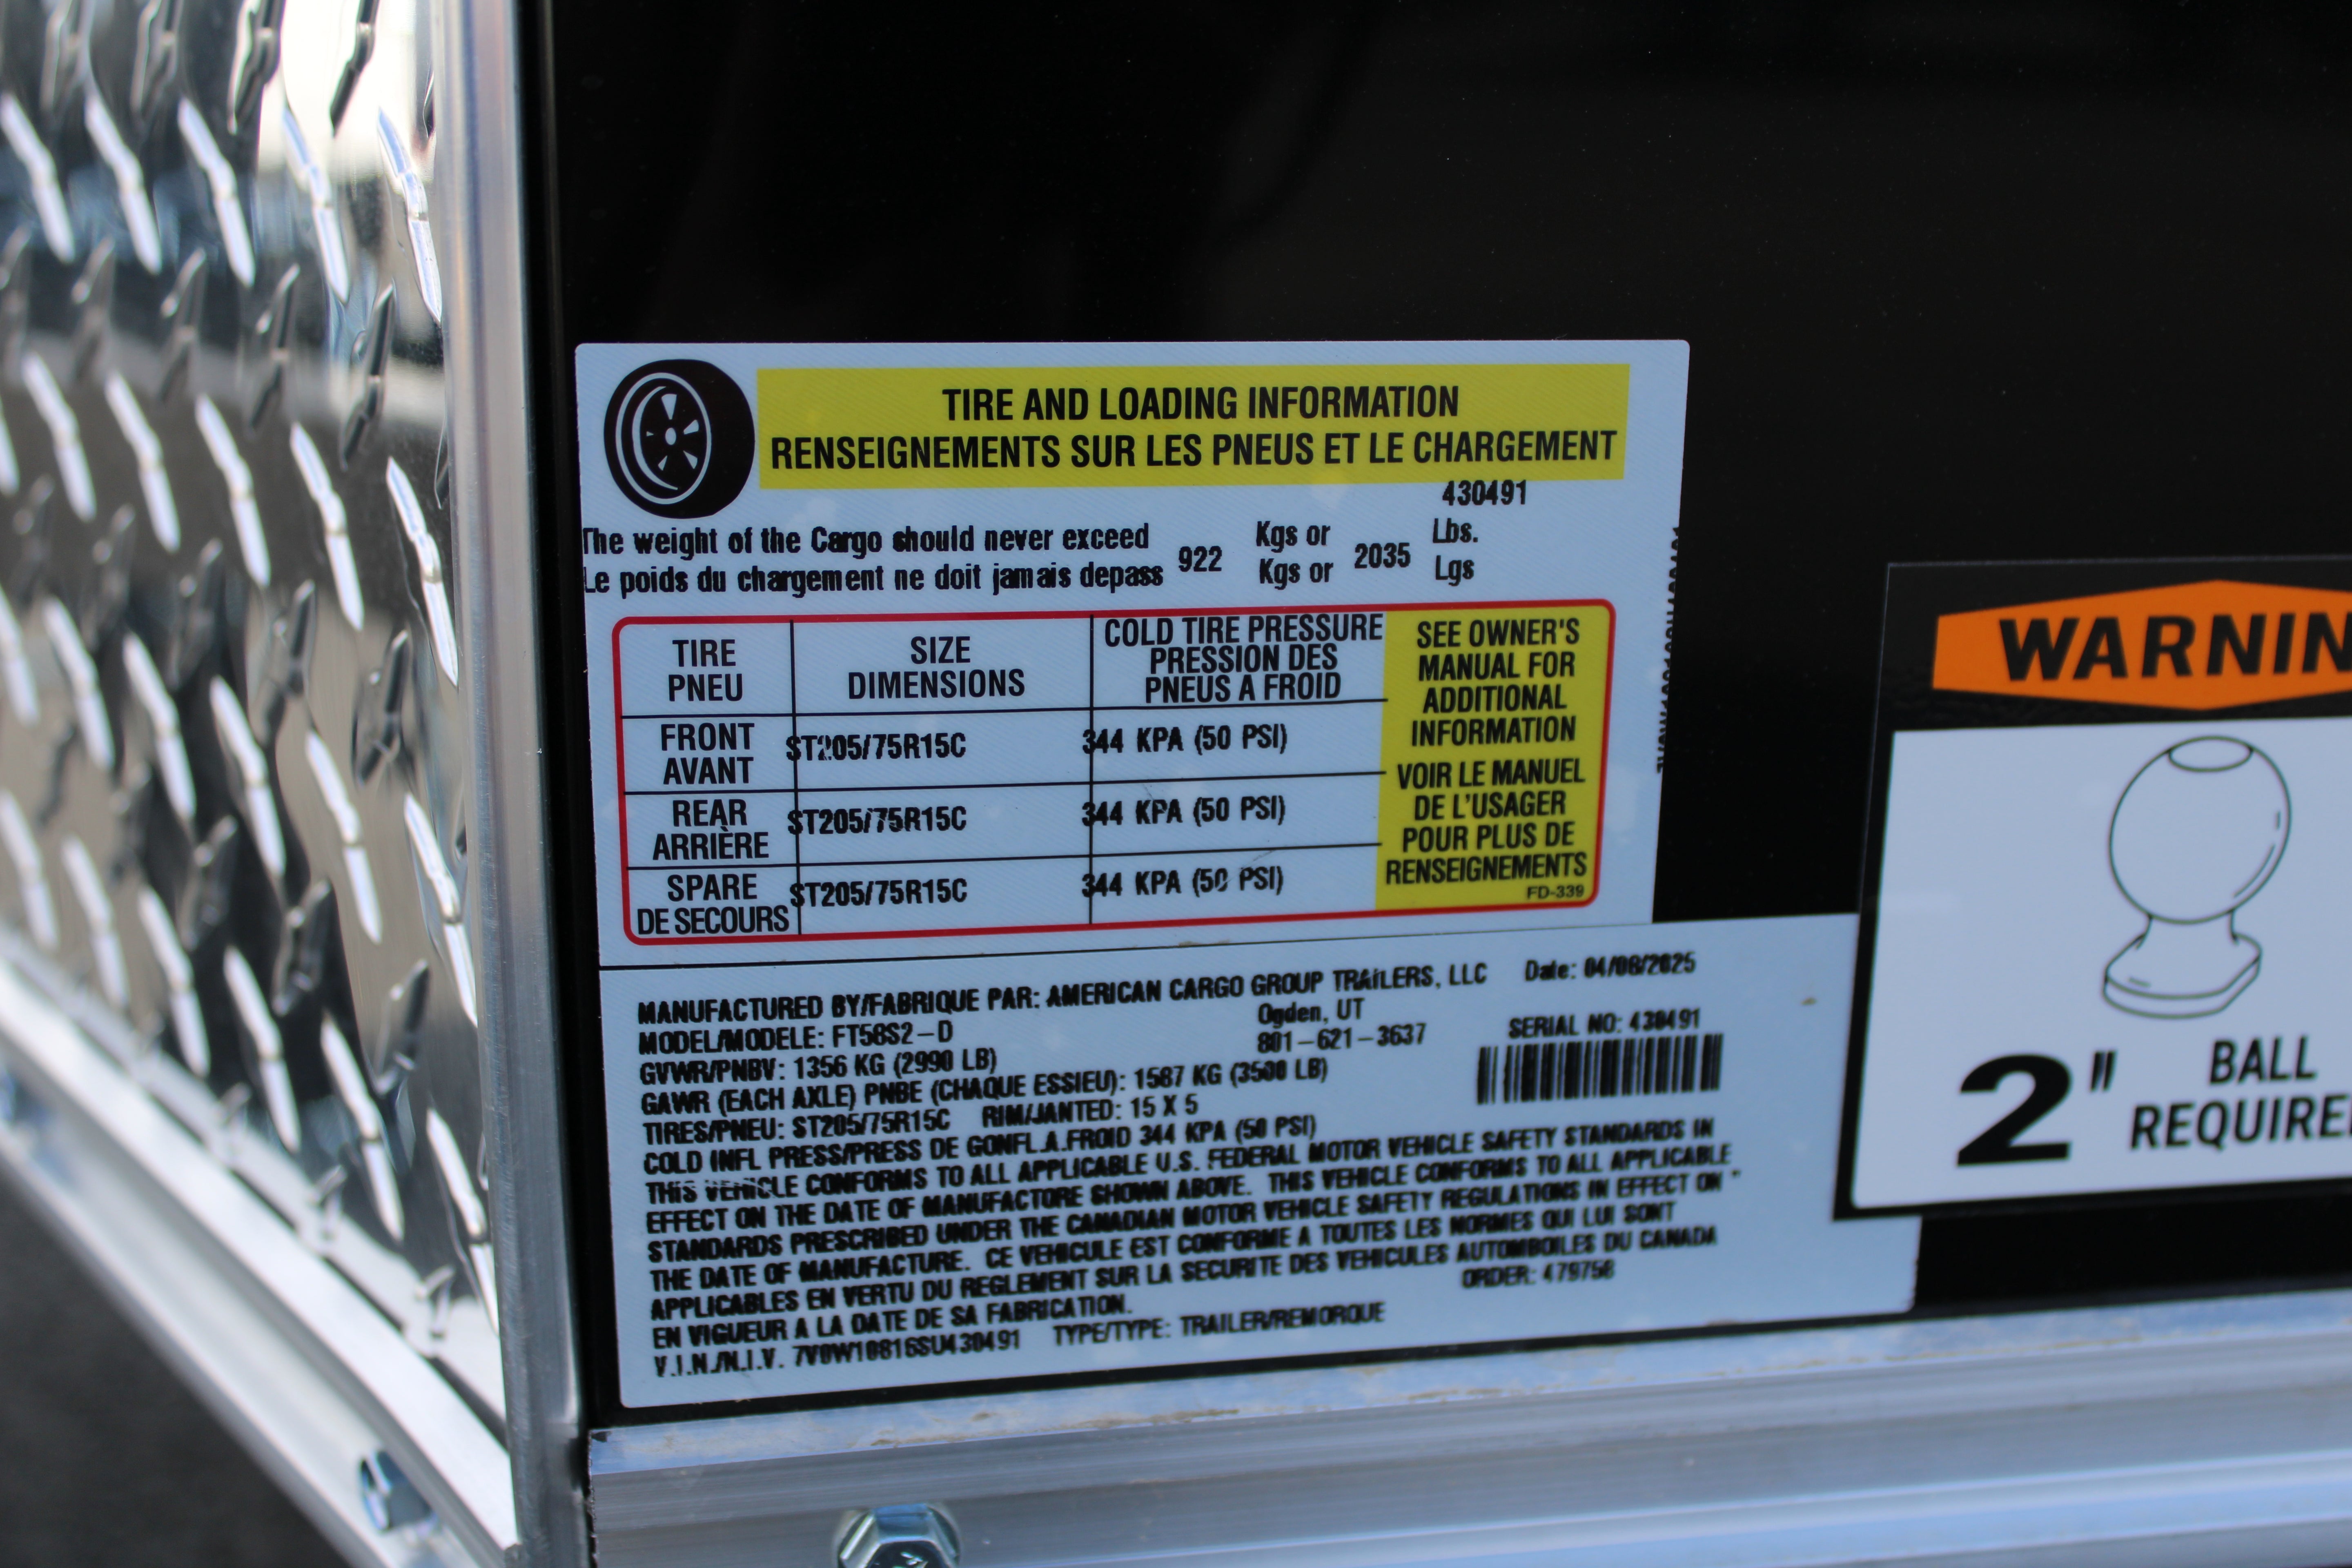 TIRE AND LOADING INFORMATION
RENSEIGNEMENTS SUR LES PNEUS ET LE CHARGEMENT
430491
The weight of the Cargo should never exceed 922 Kgs or 2035 Lbs.
Le poids du chargement ne doit jamais depass Kgs or Lgs
TIRE SIZE COLD TIRE PRESSURE
PNEU DIMENSIONS PRESSION DES
PNEUS A FROID
FRONT ST205/75R15C 344 KPA (50 PSI)
AVANT
REAR ST205/75R15C 344 KPA (50 PSI)
ARRIÈRE
SPARE ST205/75R15C 344 KPA (50 PSI)
DE SECOURS
SEE OWNER'S
MANUAL FOR
ADDITIONAL
INFORMATION
VOIR LE MANUEL
DE L'USAGER
POUR PLUS DE
RENSEIGNEMENTS
FD-339
MANUFACTURED BY/FABRIQUE PAR: AMERICAN CARGO GROUP TRAILERS, LLC Date: 04/08/2025
MODEL/MODELE: FT58S2-D Ogden, UT
801-621-3637
SERIAL NO: 430491
GVWR/PNBV: 1356 KG (2990 LB)
GAWR (EACH AXLE) PNBE (CHAQUE ESSIEU): 1587 KG (3500 LB)
TIRES/PNEU: ST205/75R15C RIM/JANTED: 15 X 5
COLD INFL PRESS/PRESS DE GONFL.A.FROID 344 KPA (50 PSI)
THIS VEHICLE CONFORMS TO ALL APPLICABLE U.S. FEDERAL MOTOR VEHICLE SAFETY STANDARDS IN
EFFECT ON THE DATE OF MANUFACTORE SHOWN ABOVE. THIS VEHICLE CONFORMS TO ALL APPLICABLE
STANDARDS PRESCRIBED UNDER THE CANADIAN MOTOR VEHICLE SAFETY REGULATIONS IN EFFECT ON
THE DATE OF MANUFACTURE. CE VEHICULE EST CONFORME A TOUTES LES NORMES QUI LUI SONT
APPLICABLES EN VERTU DU REGLEMENT SUR LA SECURITE DES VEHICULES AUTOMBOILES DU CANADA
EN VIGUEUR A LA DATE DE SA FABRICATION. ORDER: 479758
V.I.N./N.I.V. 7V0W10816SU430491 TYPE/TYPE: TRAILER/REMORQUE
WARNIN
2" BALL
REQUIRE